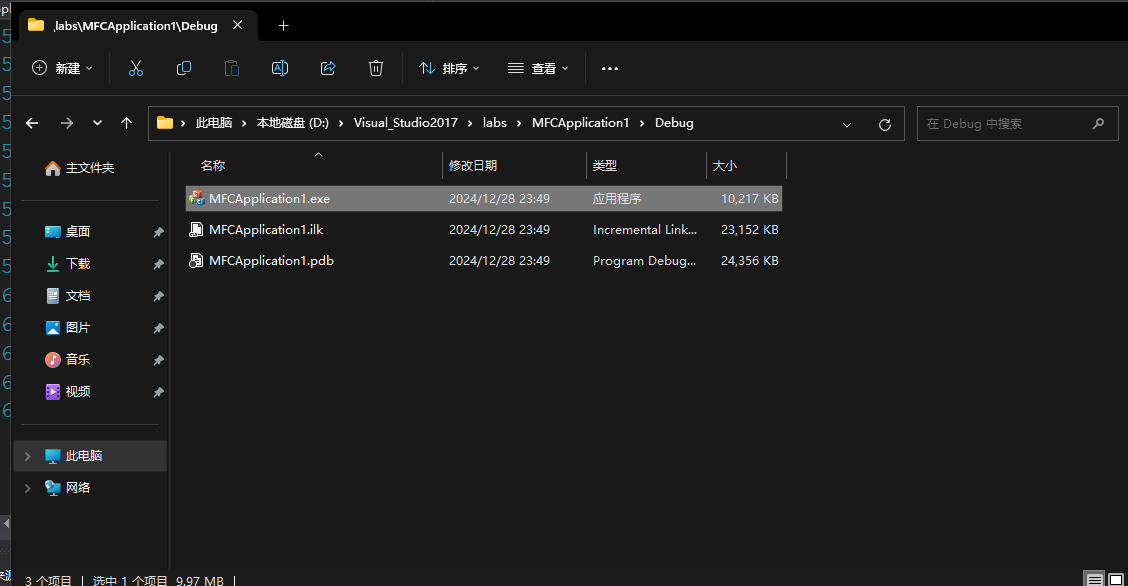 .labs\MFCApplication1\Debug
新建
排序
查看
此电脑 本地磁盘 (D:) Visual_Studio2017 labs MFCApplication1 Debug
在 Debug 中搜索
主文件夹
桌面
下载
文档
图片
音乐
视频
此电脑
网络
名称 修改日期 类型 大小
MFCApplication1.exe 2024/12/28 23:49 应用程序 10,217 KB
MFCApplication1.ilk 2024/12/28 23:49 Incremental Link... 23,152 KB
MFCApplication1.pdb 2024/12/28 23:49 Program Debug... 24,356 KB
3 个项目 选中 1 个项目 9.97 MB